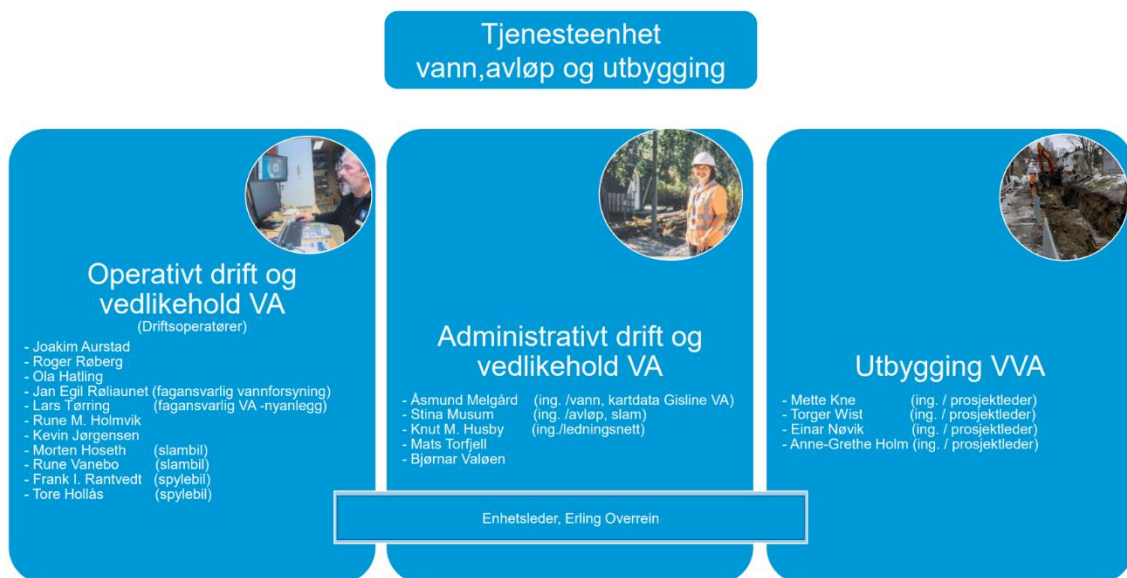 Tjenesteenhet
vann,avløp og utbygging
Operativt drift og
vedlikehold VA
(Driftsoperatører)
- Joakim Aurstad
- Roger Røberg
- Ola Hatling
- Jan Egil Røliaunet (fagansvarlig vannforsyning)
- Lars Tørring (fagansvarlig VA -nyanlegg)
- Rune M. Holmvik
- Kevin Jørgensen
- Morten Hoseth (slambil)
- Rune Vanebo (slambil)
- Frank I. Rantvedt (spylebil)
- Tore Hollås (spylebil)
Administrativt drift og
vedlikehold VA
- Åsmund Melgård (ing. /vann, kartdata Gisline VA)
- Stina Musum (ing. /avløp, slam)
- Knut M. Husby (ing./ledningsnett)
- Mats Torfjell
- Bjørnar Valøen
Utbygging VVA
- Mette Kne (ing. / prosjektleder)
- Torger Wist (ing. / prosjektleder)
- Einar Nøvik (ing. / prosjektleder)
- Anne-Grethe Holm (ing. / prosjektleder)
Enhetsleder, Erling Overrein